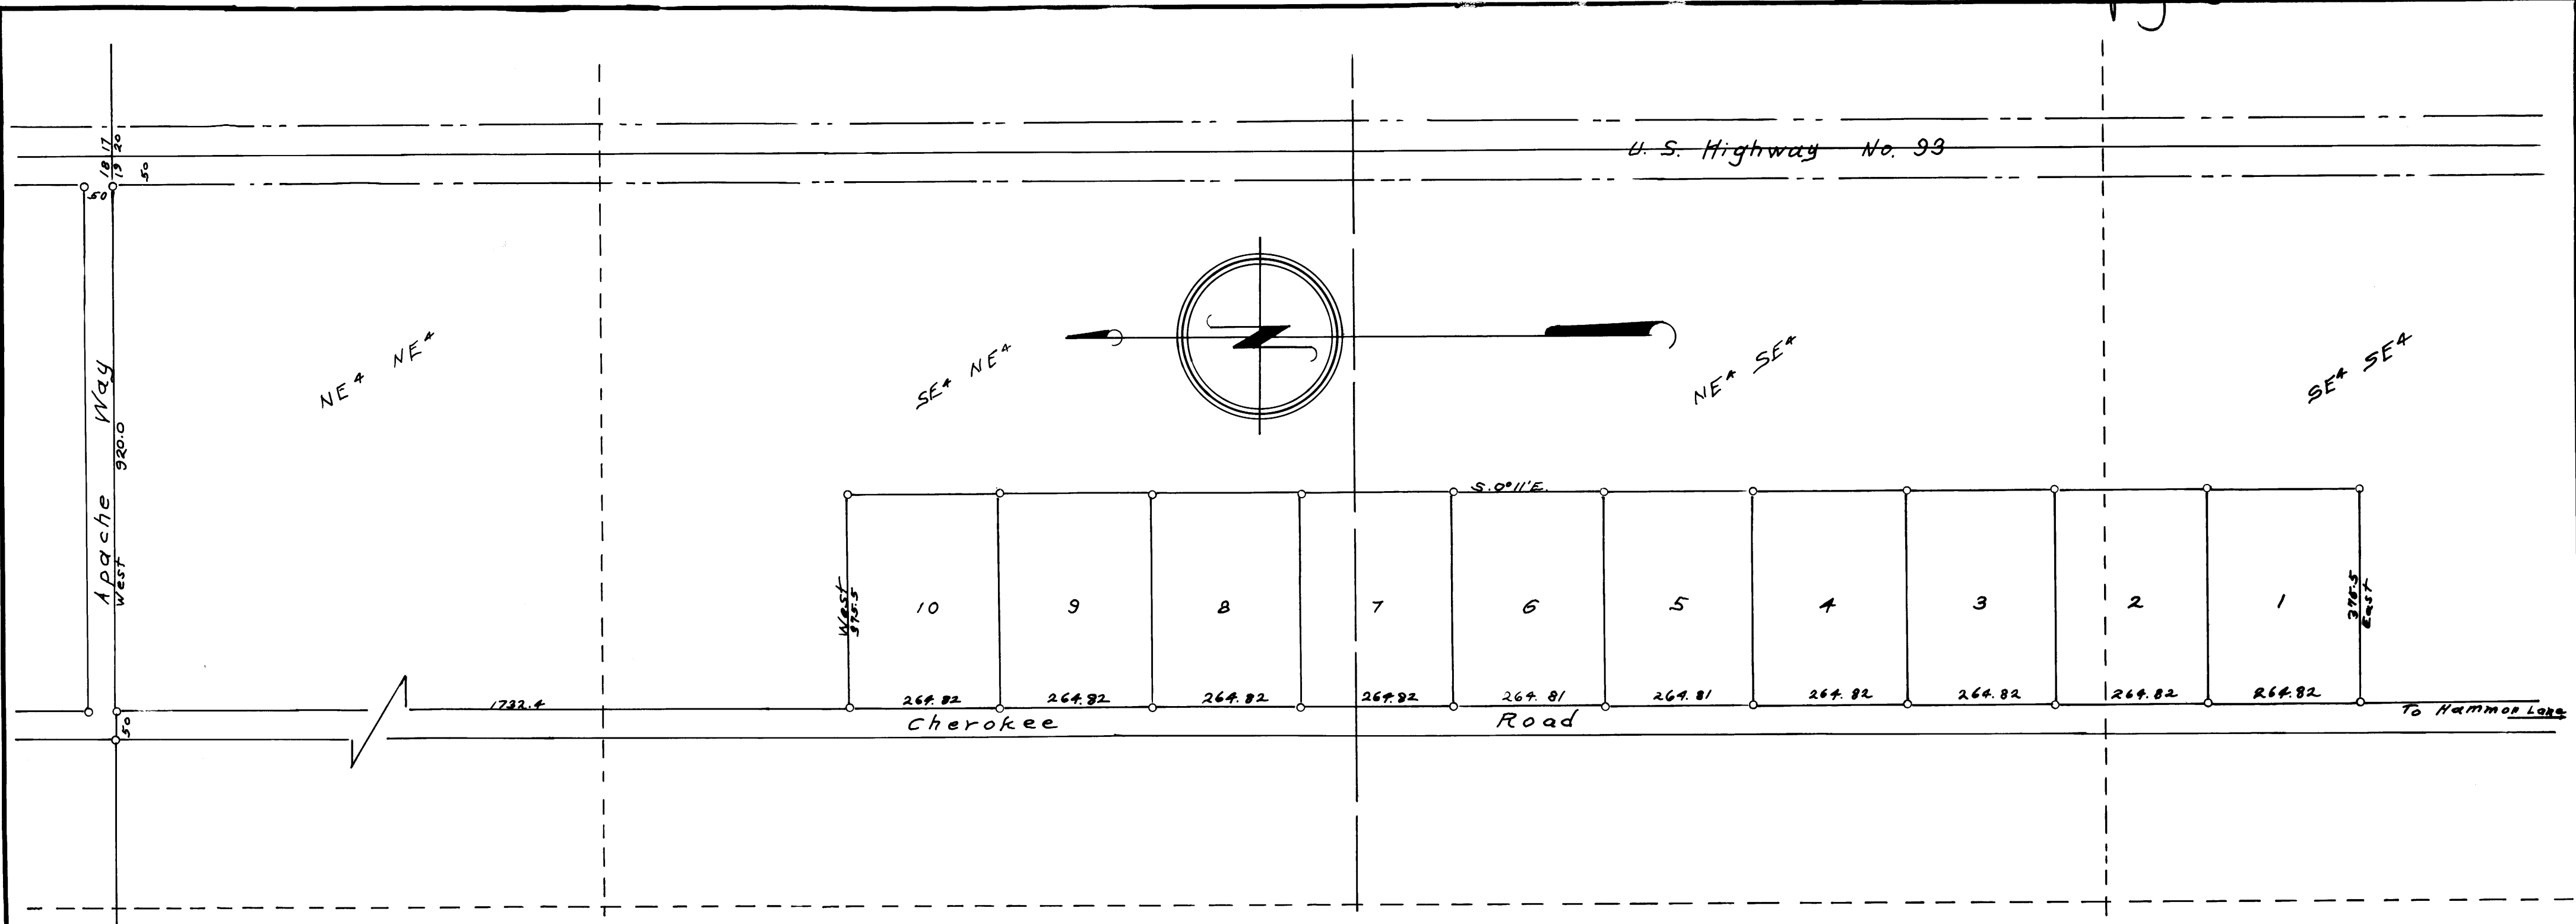 18 17
19 20
50
50
U. S. Highway No. 93
NE⁴ NE⁴
SE⁴ NE⁴
NE⁴ SE⁴
SE⁴ SE⁴
Apache Way
West 920.0
S. 0° 11' E.
West
375.5
10
9
8
7
6
5
4
3
2
1
375.5
East
1732.4
264.82
264.82
264.82
264.82
264.81
264.81
264.82
264.82
264.82
264.82
To Hammon Lane
Cherokee Road
50